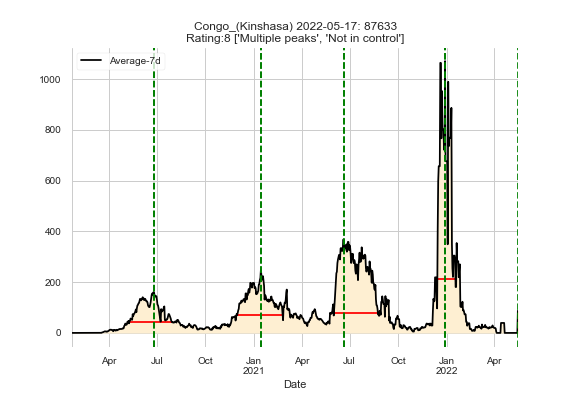 Congo_(Kinshasa) 2022-05-17: 87633
Rating:8 ['Multiple peaks', 'Not in control']
Average-7d
1000
800
600
400
200
0
Apr Jul Oct Jan Apr Jul Oct Jan Apr
2021 2022
Date